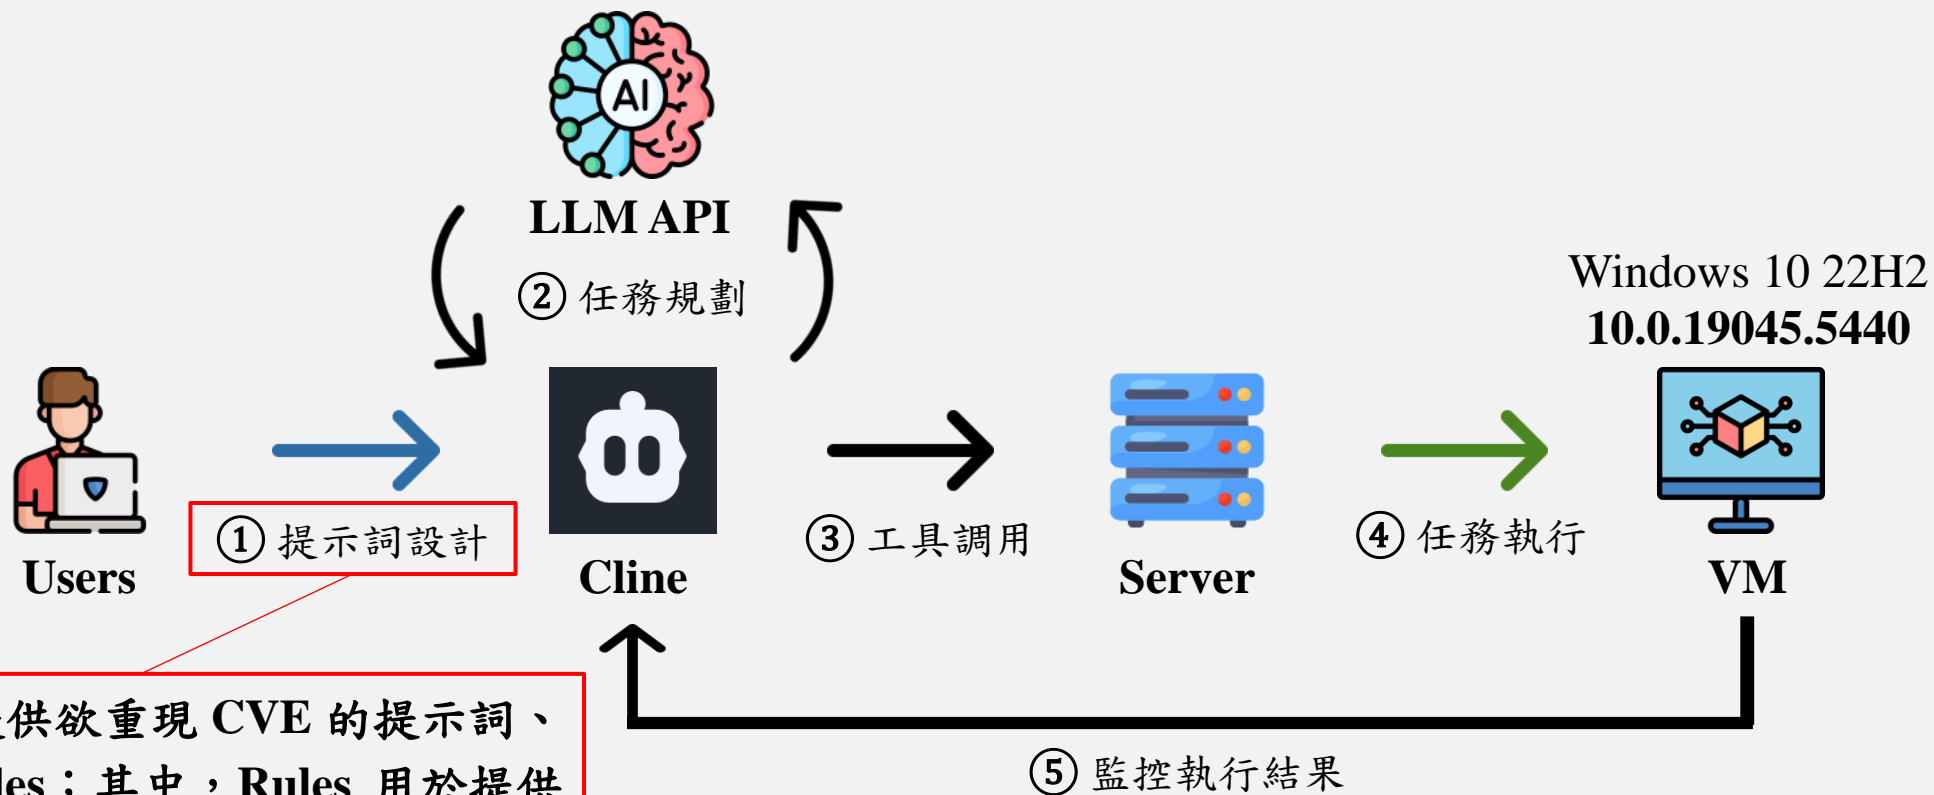 AI
LLM API
② 任務規劃
Windows 10 22H2
10.0.19045.5440
① 提示詞設計
③ 工具調用
④ 任務執行
Users
Cline
Server
VM
供欲重現 CVE 的提示詞、
les；其中，Rules 用於提供
⑤ 監控執行結果